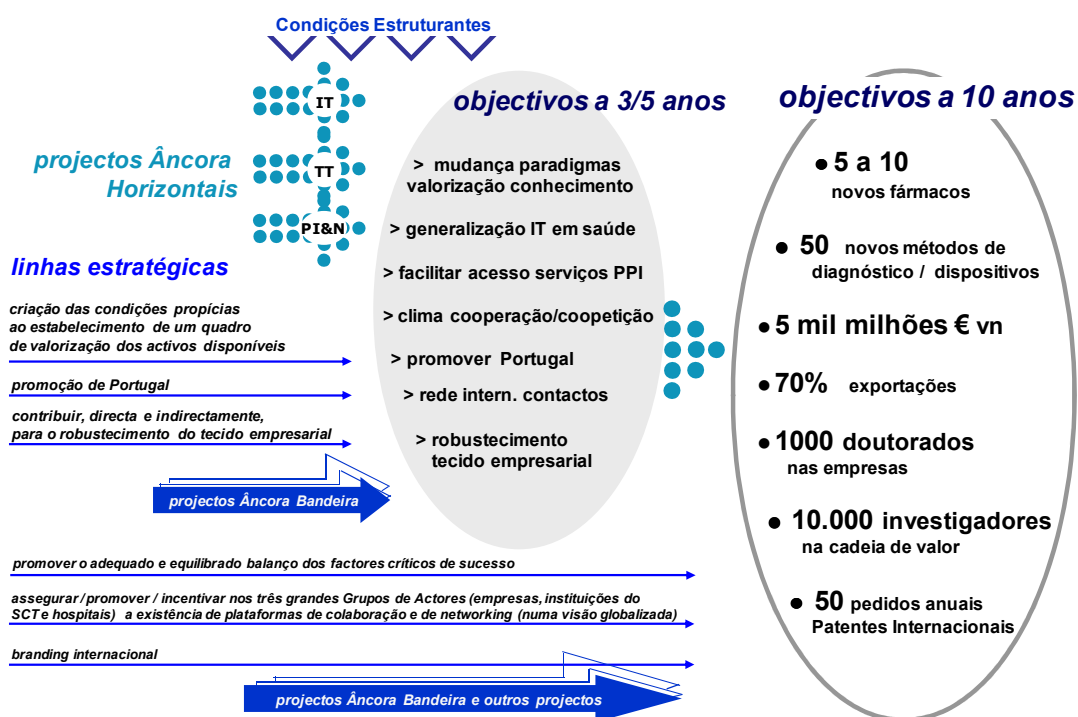 Condições Estruturantes
IT
TT
PI&N
projectos Âncora
Horizontais
linhas estratégicas
criação das condições propícias
ao estabelecimento de um quadro
de valorização dos activos disponíveis
promoção de Portugal
contribuir, directa e indirectamente,
para o robustecimento do tecido empresarial
projectos Âncora Bandeira
objectivos a 3/5 anos
> mudança paradigmas
valorização conhecimento
> generalização IT em saúde
> facilitar acesso serviços PPI
> clima cooperação/coopetição
> promover Portugal
> rede intern. contactos
> robustecimento
tecido empresarial
promover o adequado e equilibrado balanço dos factores críticos de sucesso
assegurar / promover / incentivar nos três grandes Grupos de Actores (empresas, instituições do
SCT e hospitais) a existência de plataformas de colaboração e de networking (numa visão globalizada)
branding internacional
projectos Âncora Bandeira e outros projectos
objectivos a 10 anos
● 5 a 10
novos fármacos
● 50 novos métodos de
diagnóstico / dispositivos
● 5 mil milhões € vn
● 70% exportações
● 1000 doutorados
nas empresas
● 10.000 investigadores
na cadeia de valor
● 50 pedidos anuais
Patentes Internacionais